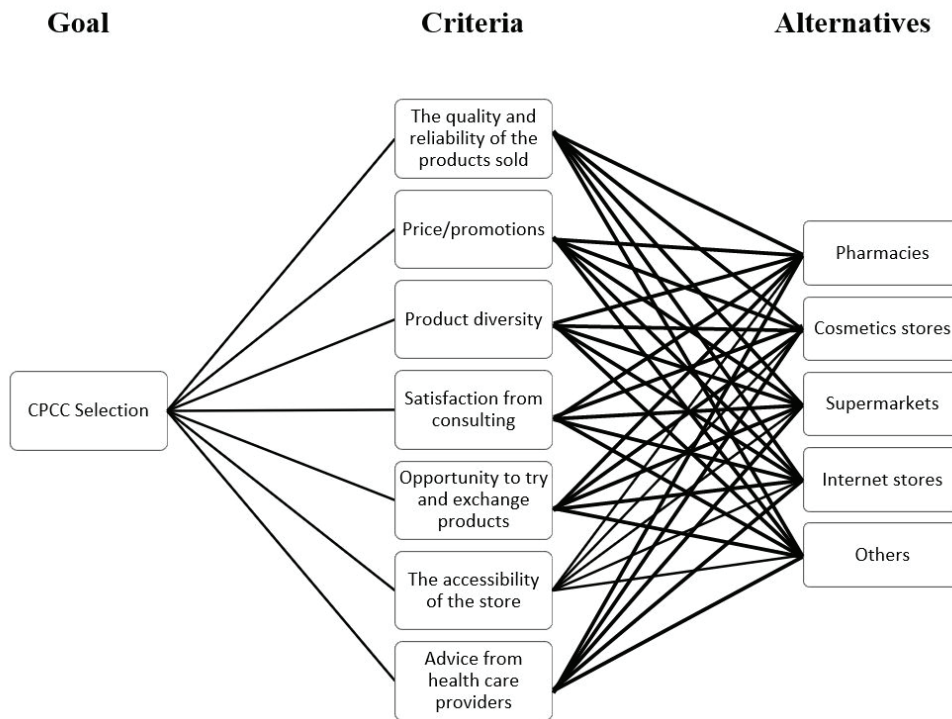 Goal
Criteria
Alternatives
The quality and
reliability of the
products sold
Price/promotions
Product diversity
Satisfaction from
consulting
Opportunity to try
and exchange
products
The accessibility
of the store
Advice from
health care
providers
CPCC Selection
Pharmacies
Cosmetics stores
Supermarkets
Internet stores
Others